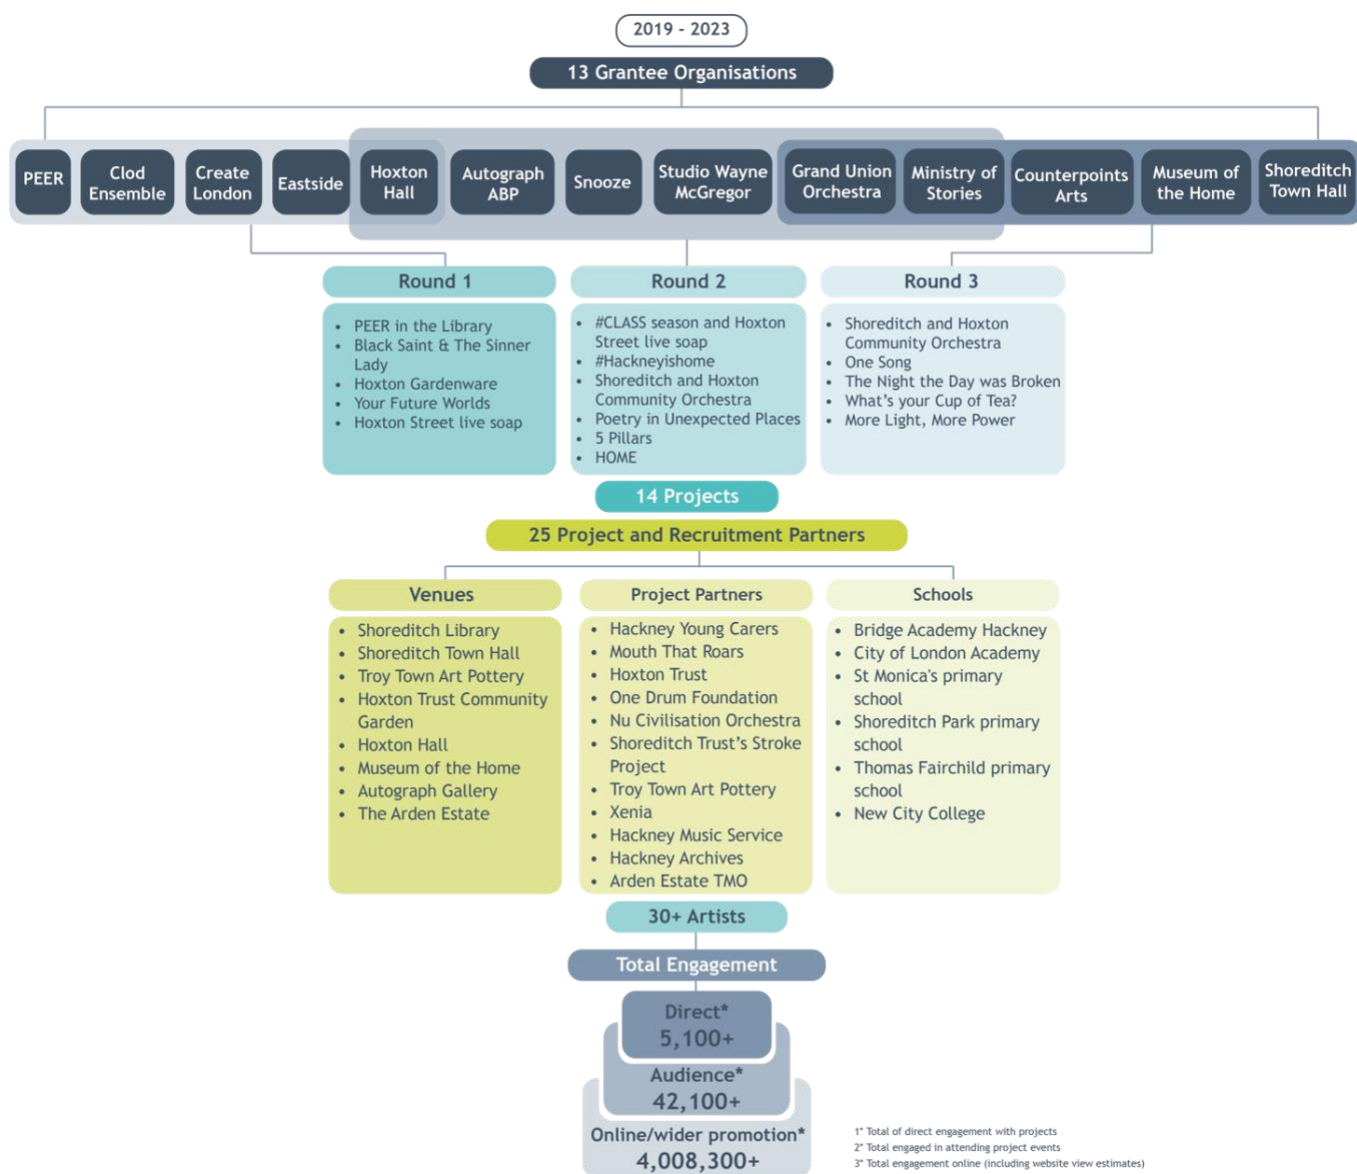 2019 - 2023
13 Grantee Organisations
PEER
Clod
Ensemble
Create
London
Eastside
Hoxton
Hall
Autograph
ABP
Snooze
Studio Wayne
McGregor
Grand Union
Orchestra
Ministry of
Stories
Counterpoints
Arts
Museum of
the Home
Shoreditch
Town Hall
Round 1
• PEER in the Library
• Black Saint & The Sinner
Lady
• Hoxton Gardenware
• Your Future Worlds
• Hoxton Street live soap
Round 2
• #CLASS season and Hoxton
Street live soap
• #Hackneyishome
• Shoreditch and Hoxton
Community Orchestra
• Poetry in Unexpected Places
• 5 Pillars
• HOME
Round 3
• Shoreditch and Hoxton
Community Orchestra
• One Song
• The Night the Day was Broken
• What's your Cup of Tea?
• More Light, More Power
14 Projects
25 Project and Recruitment Partners
Venues
• Shoreditch Library
• Shoreditch Town Hall
• Troy Town Art Pottery
• Hoxton Trust Community
Garden
• Hoxton Hall
• Museum of the Home
• Autograph Gallery
• The Arden Estate
Project Partners
• Hackney Young Carers
• Mouth That Roars
• Hoxton Trust
• One Drum Foundation
• Nu Civilisation Orchestra
• Shoreditch Trust's Stroke
Project
• Troy Town Art Pottery
• Xenia
• Hackney Music Service
• Hackney Archives
• Arden Estate TMO
Schools
• Bridge Academy Hackney
• City of London Academy
• St Monica's primary
school
• Shoreditch Park primary
school
• Thomas Fairchild primary
school
• New City College
30+ Artists
Total Engagement
Direct*
5,100+
Audience*
42,100+
Online/wider promotion*
4,008,300+
1* Total of direct engagement with projects
2* Total engaged in attending project events
3* Total engagement online (including website view estimates)